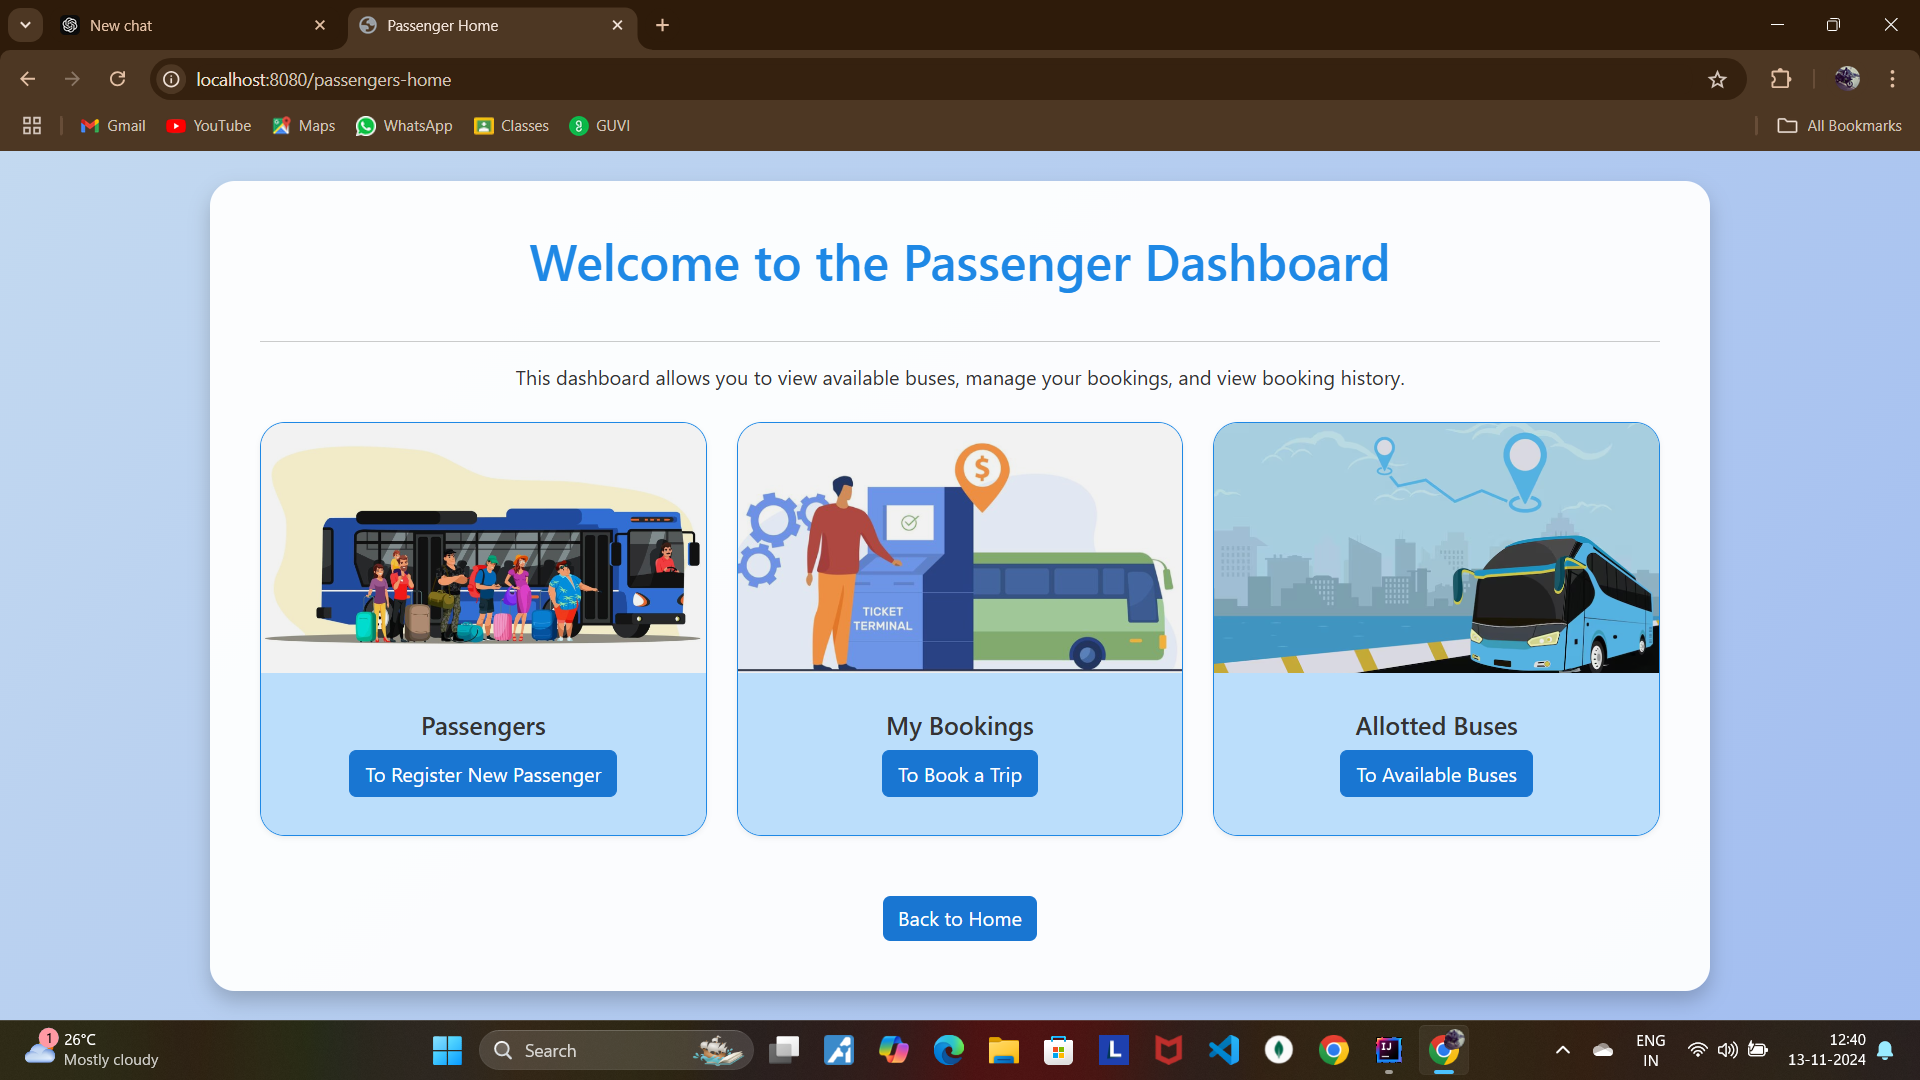 New chat
Passenger Home
localhost:8080/passengers-home
Gmail
YouTube
Maps
WhatsApp
Classes
GUVI
All Bookmarks
Welcome to the Passenger Dashboard
This dashboard allows you to view available buses, manage your bookings, and view booking history.
$
TICKET
TERMINAL
Passengers
To Register New Passenger
My Bookings
To Book a Trip
Allotted Buses
To Available Buses
Back to Home
1
26°C
Mostly cloudy
Search
L
IJ
ENG
IN
12:40
13-11-2024